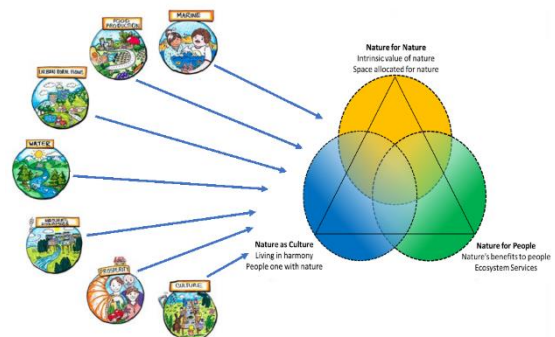 MARINE
FOOD
PRODUCTION
URBAN RURAL FLOWS
WATER
PROSPERITY
CULTURE
Nature for Nature
Intrinsic value of nature
Space allocated for nature
Nature as Culture
Living in harmony
People one with nature
Nature for People
Nature's benefits to people
Ecosystem Services